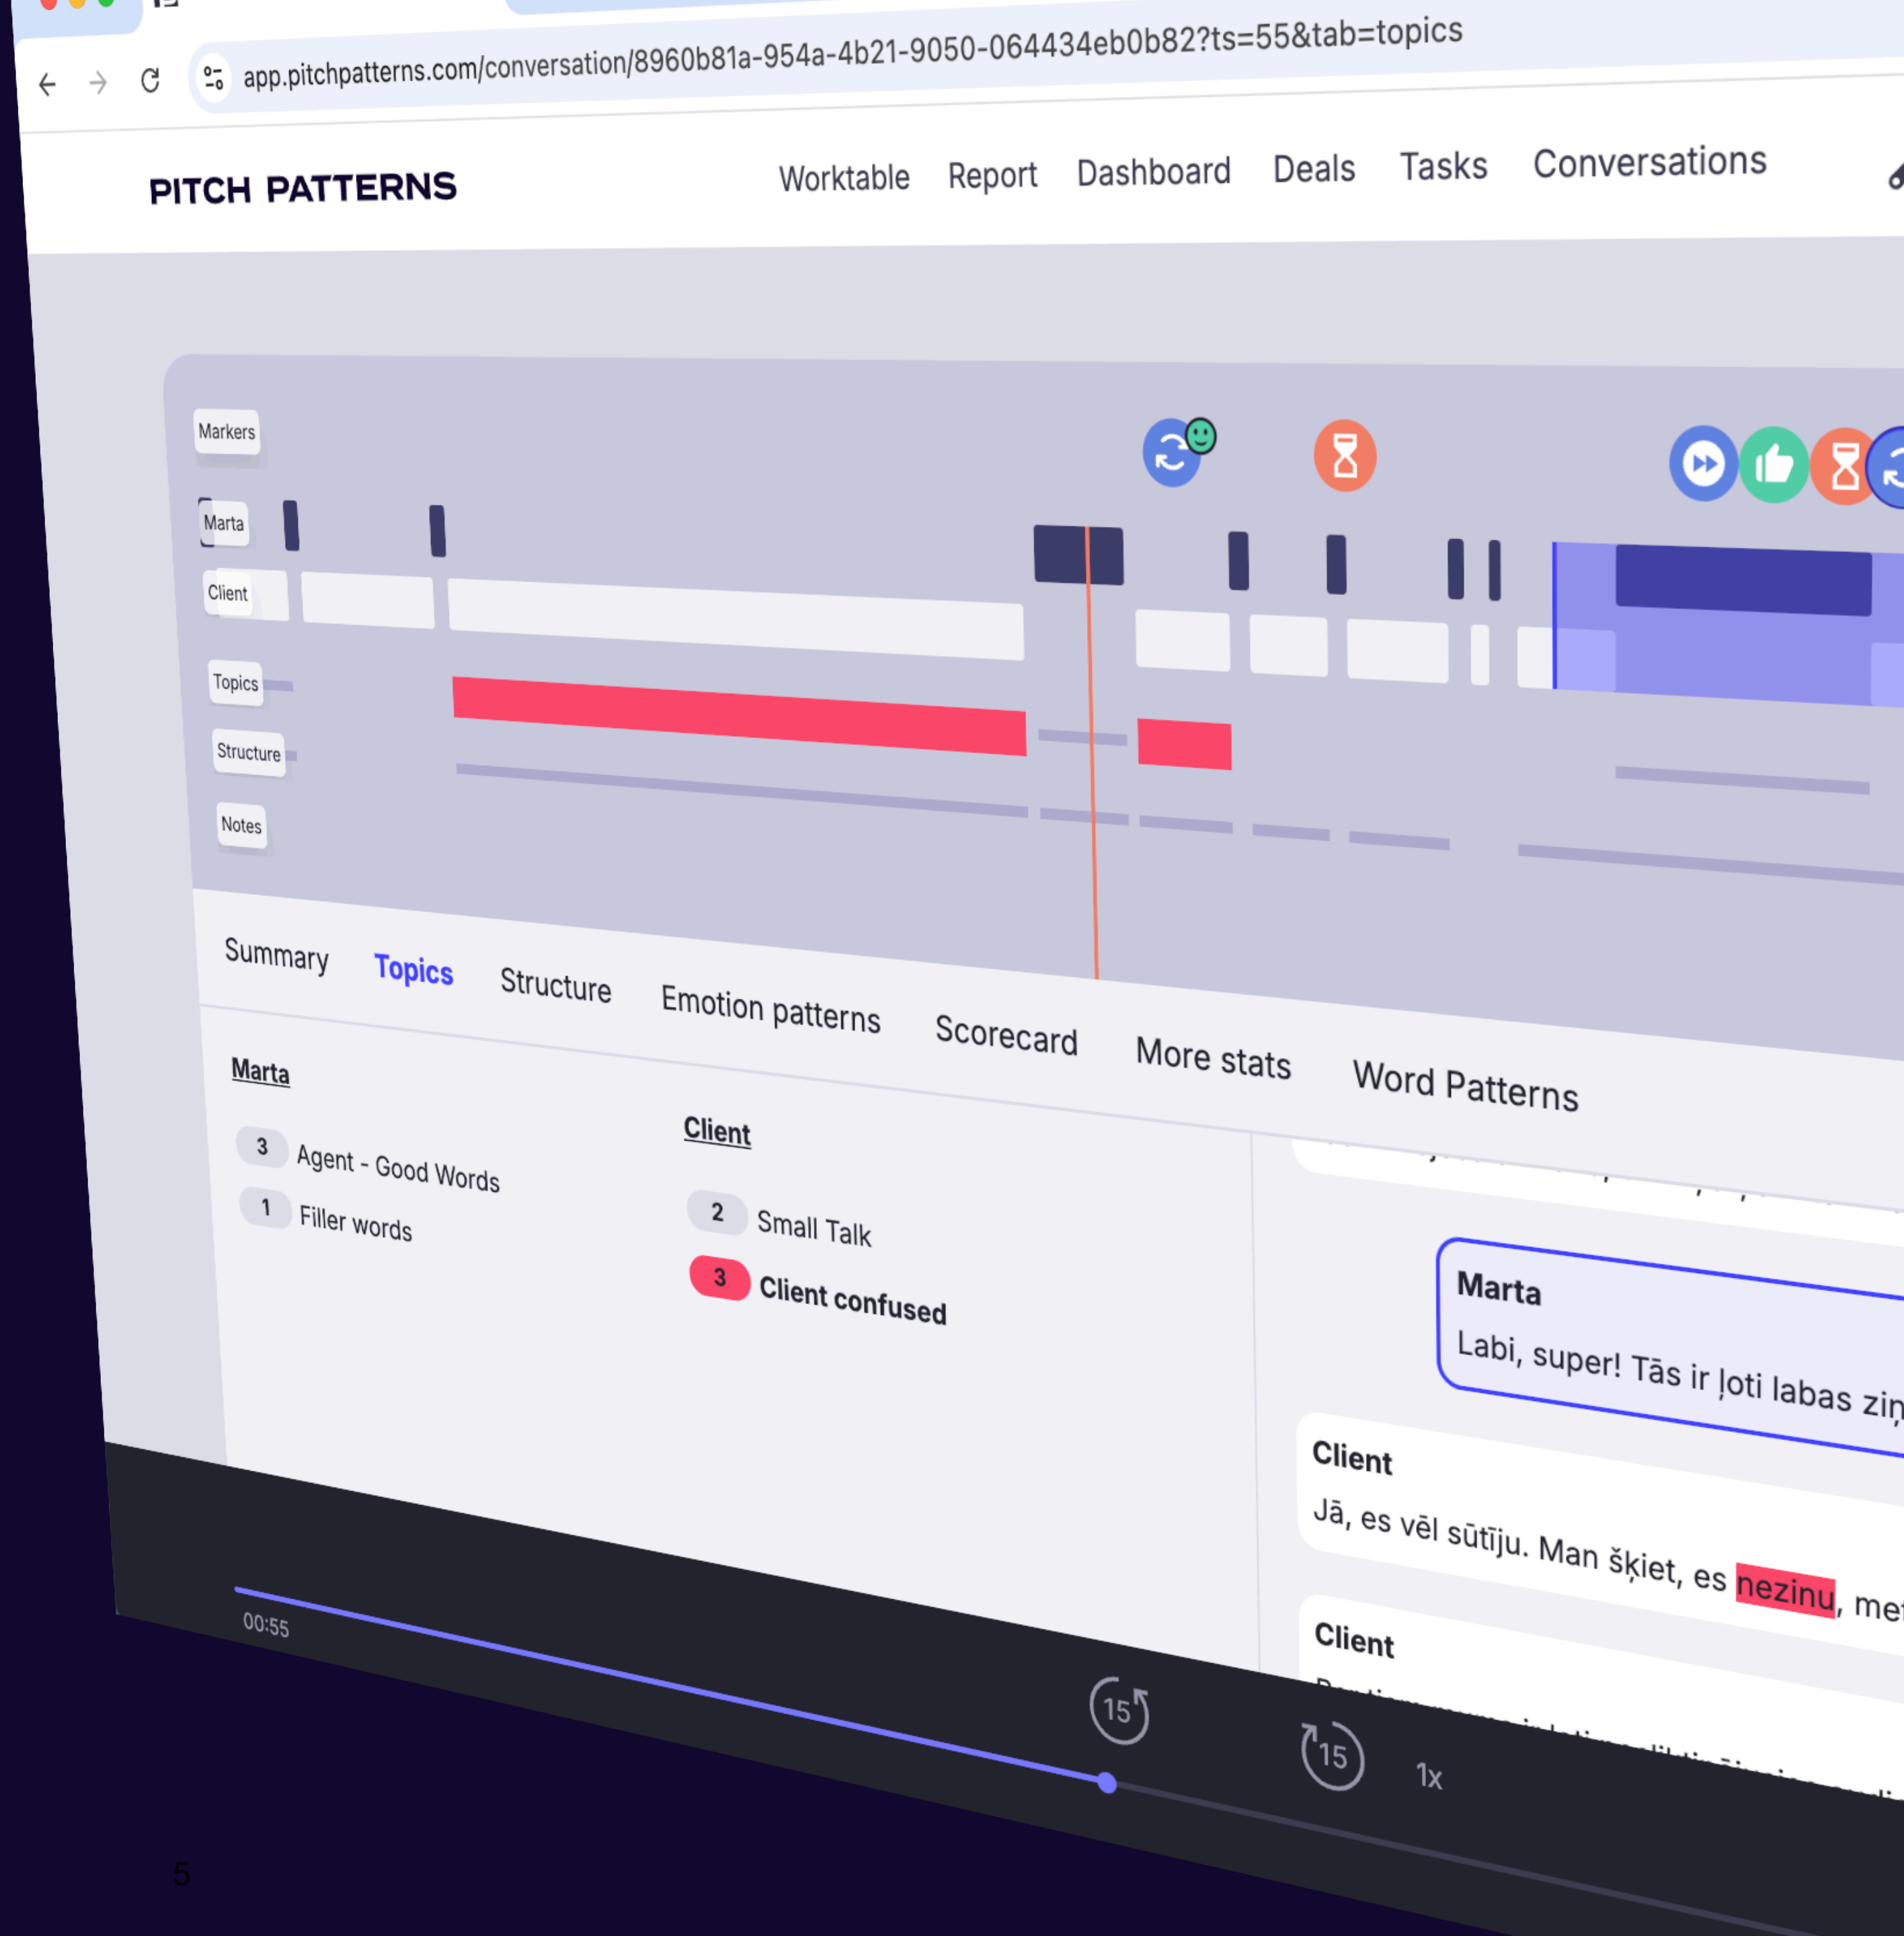 app.pitchpatterns.com/conversation/8960b81a-954a-4b21-9050-064434eb0b82?ts=55&tab=topics
PITCH PATTERNS
Worktable Report Dashboard Deals Tasks Conversations
Markers
Marta
Client
Topics
Structure
Notes
Summary Topics Structure Emotion patterns Scorecard More stats Word Patterns
Marta
3 Agent - Good Words
1 Filler words
Client
2 Small Talk
3 Client confused
Marta
Labi, super! Tās ir ļoti labas
Client
Jā, es vēl sūtīju. Man šķiet, es nezinu,
Client
00:55
15
15
1x
5